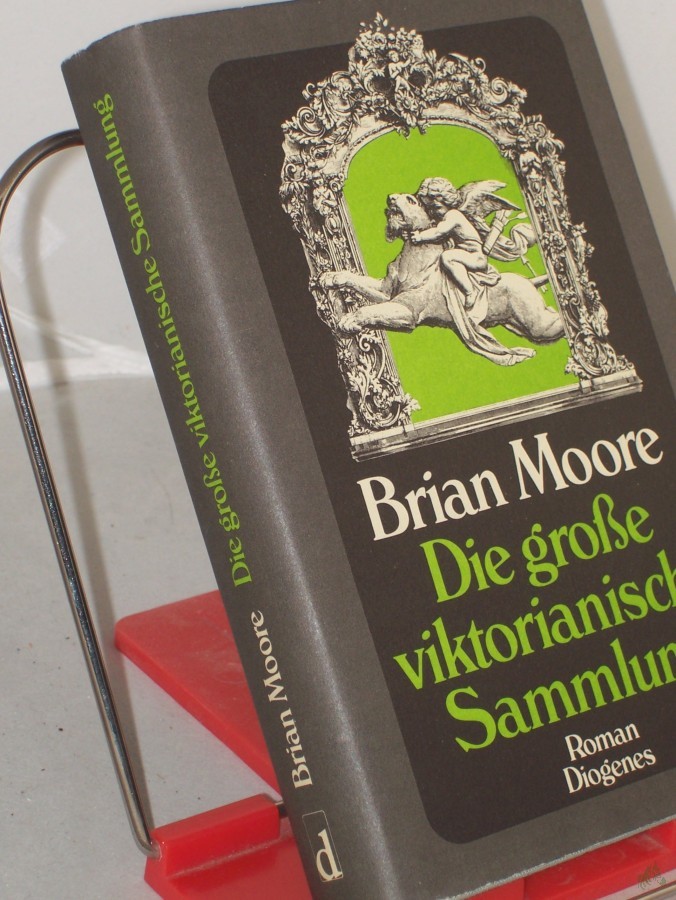 Brian Moore Die große viktorianische Sammlung
d
Brian Moore
Die große
viktorianisch
Sammlun
Roman
Diogenes